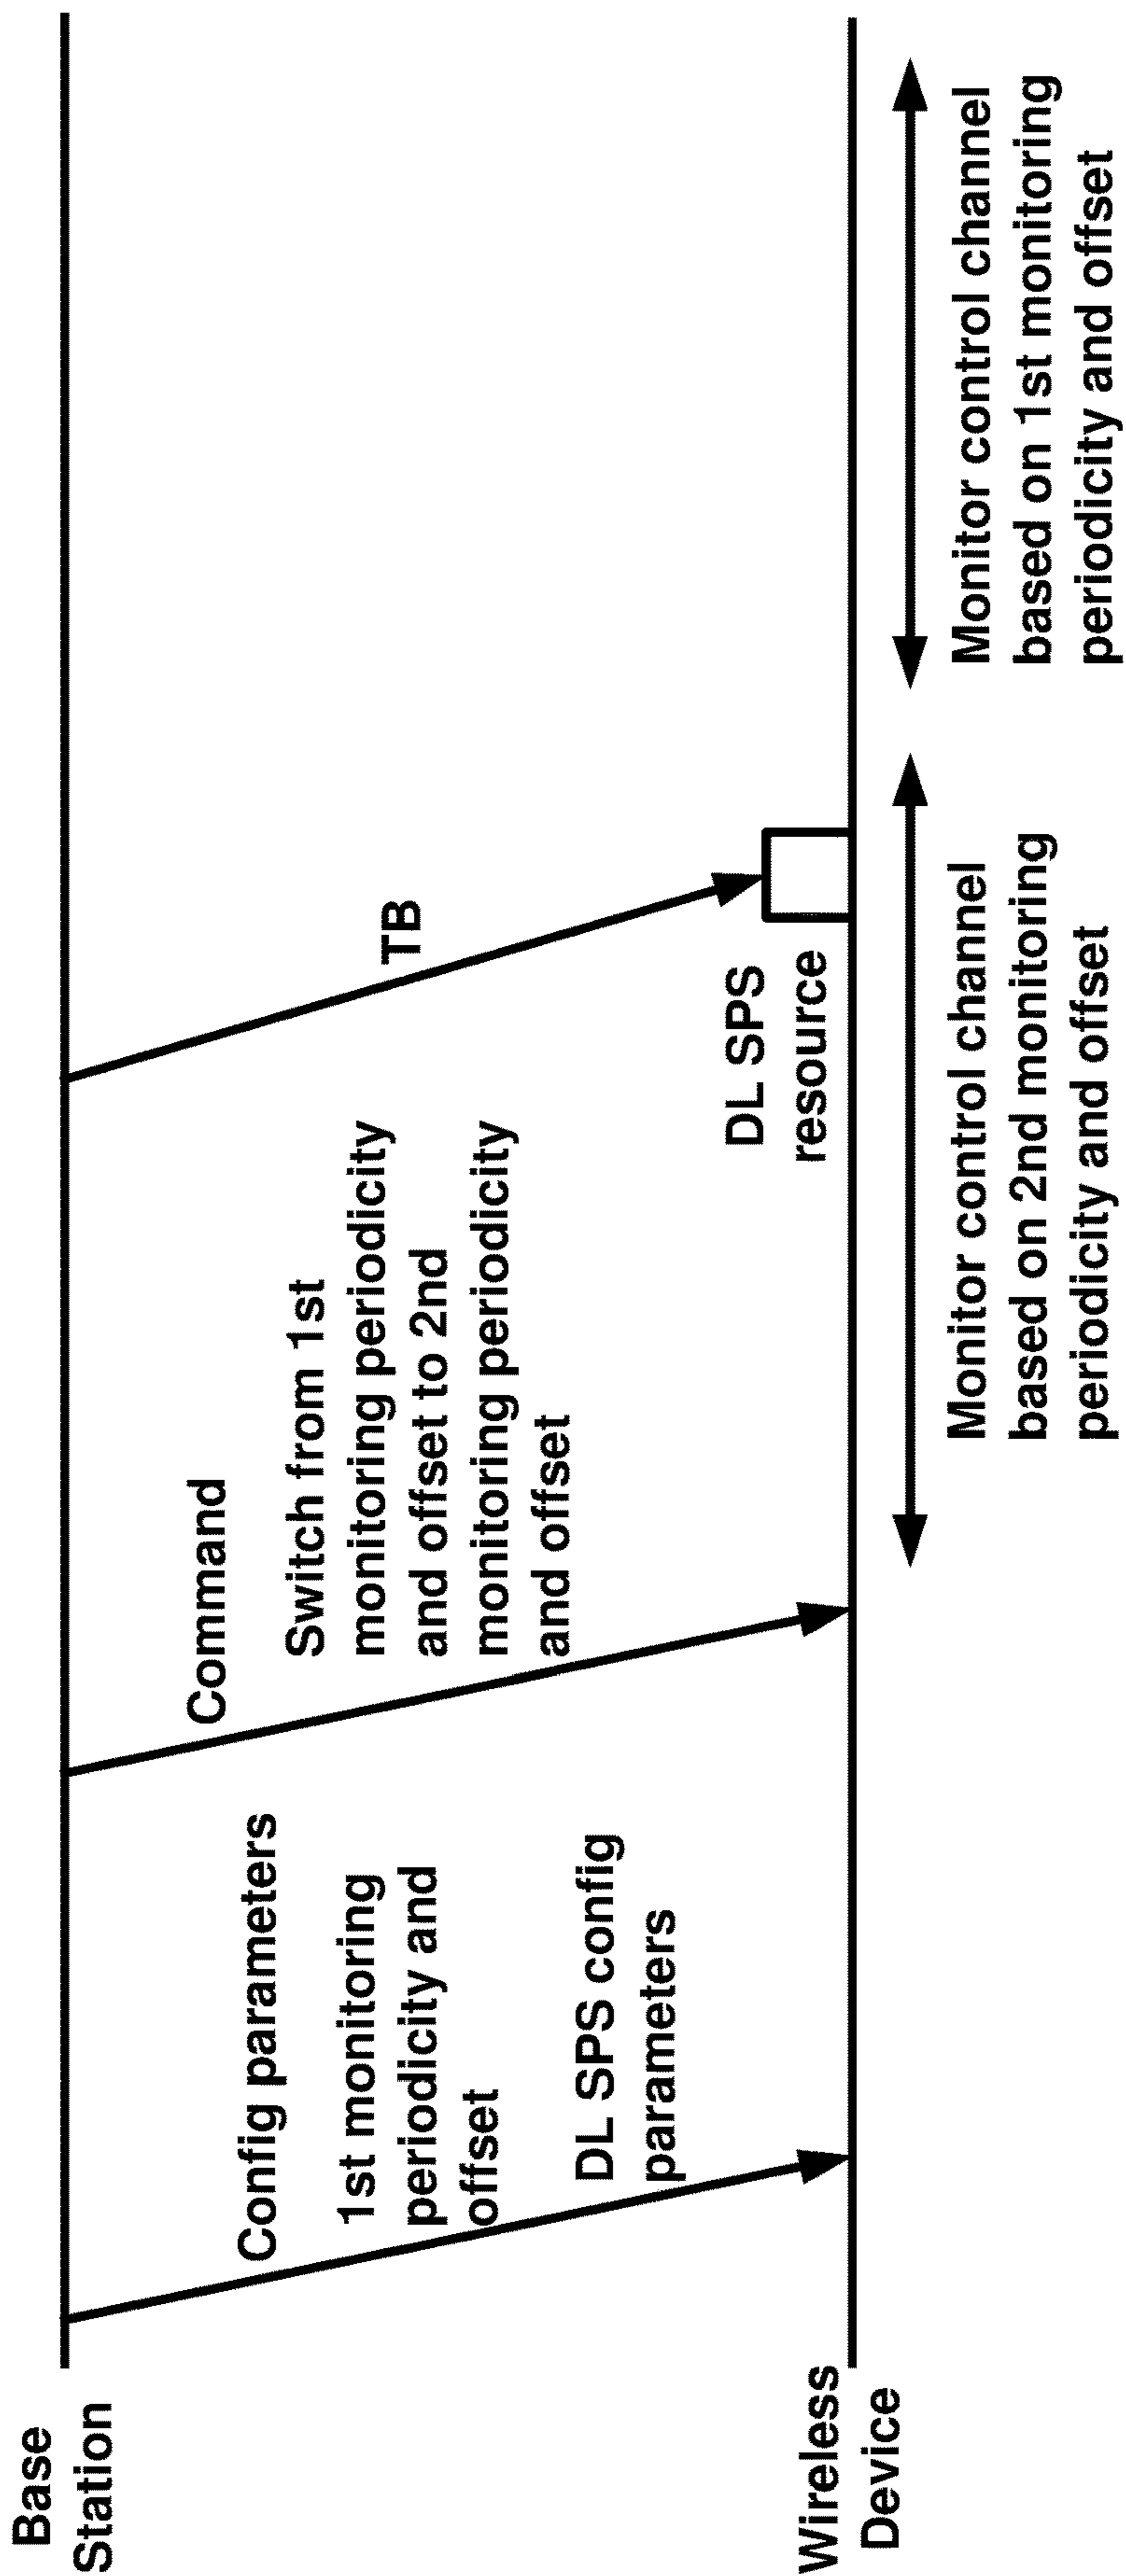 Base
Station
Config parameters
1st monitoring
periodicity and
offset
DL SPS config
parameters
Command
Switch from 1st
monitoring periodicity
and offset to 2nd
monitoring periodicity
and offset
TB
DL SPS
resource
Wireless
Device
Monitor control channel
based on 2nd monitoring
periodicity and offset
Monitor control channel
based on 1st monitoring
periodicity and offset